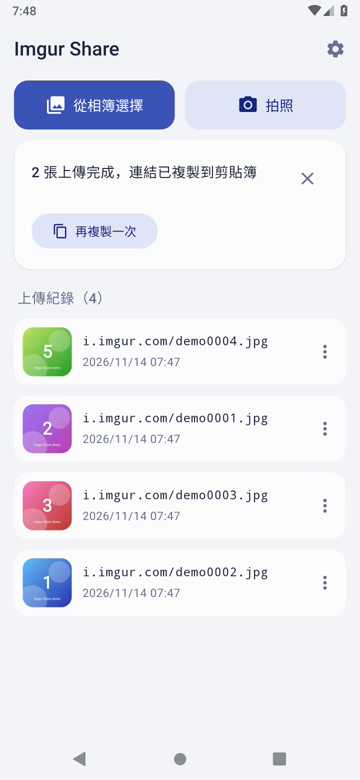 7:48
Imgur Share
從相簿選擇
拍照
2 張上傳完成，連結已複製到剪貼簿
再複製一次
上傳紀錄（4）
5
i.imgur.com/demo0004.jpg
2026/11/14 07:47
2
i.imgur.com/demo0001.jpg
2026/11/14 07:47
3
i.imgur.com/demo0003.jpg
2026/11/14 07:47
1
i.imgur.com/demo0002.jpg
2026/11/14 07:47